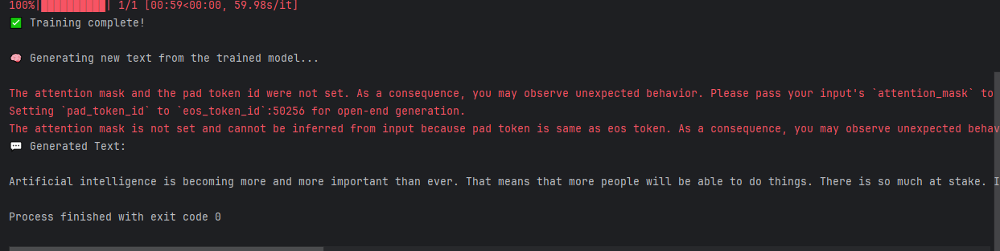 100%|██████████| 1/1 [00:59<00:00, 59.98s/it]
✅ Training complete!
🧠 Generating new text from the trained model...
The attention mask and the pad token id were not set. As a consequence, you may observe unexpected behavior. Please pass your input's `attention_mask` to
Setting `pad_token_id` to `eos_token_id`:50256 for open-end generation.
The attention mask is not set and cannot be inferred from input because pad token is same as eos token. As a consequence, you may observe unexpected behav
💬 Generated Text:
Artificial intelligence is becoming more and more important than ever. That means that more people will be able to do things. There is so much at stake. I
Process finished with exit code 0